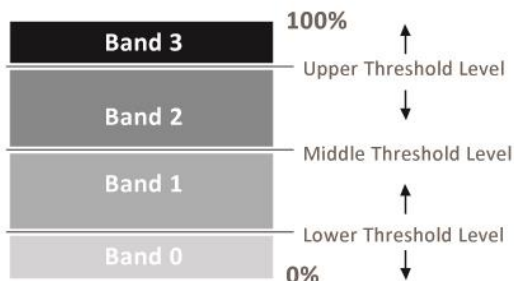 100%
Band 3
Upper Threshold Level
Band 2
Middle Threshold Level
Band 1
Lower Threshold Level
Band 0
0%